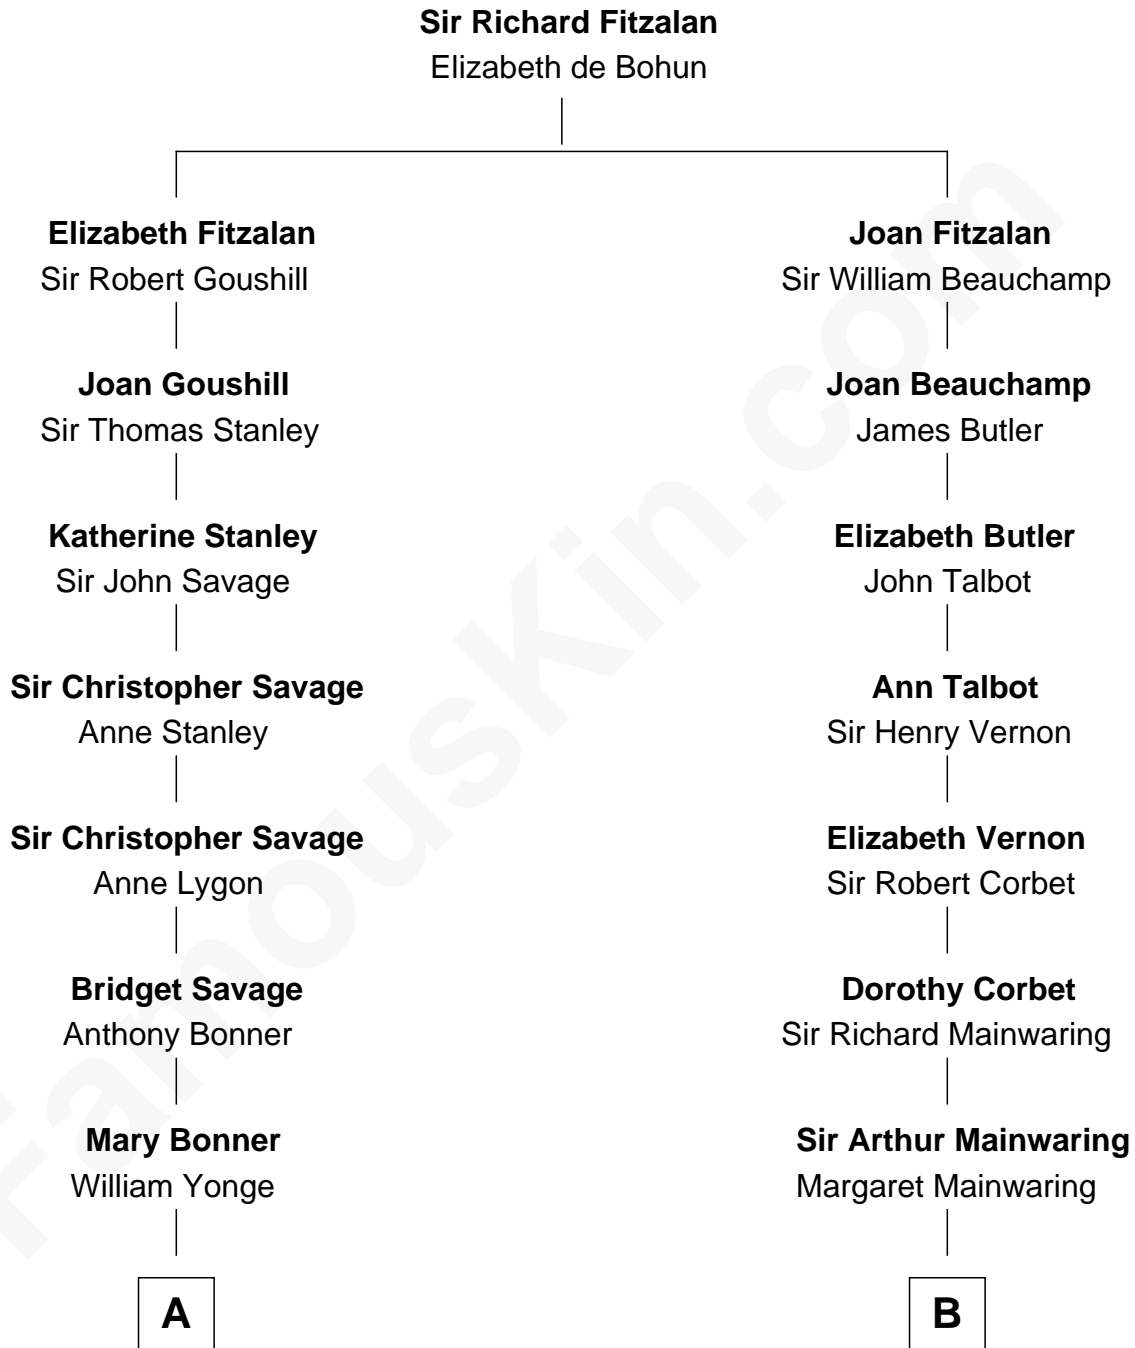 Sir Richard Fitzalan
Elizabeth de Bohun
Elizabeth Fitzalan
Sir Robert Goushill
Joan Goushill
Sir Thomas Stanley
Katherine Stanley
Sir John Savage
Sir Christopher Savage
Anne Stanley
Sir Christopher Savage
Anne Lygon
Bridget Savage
Anthony Bonner
Mary Bonner
William Yonge
A
Joan Fitzalan
Sir William Beauchamp
Joan Beauchamp
James Butler
Elizabeth Butler
John Talbot
Ann Talbot
Sir Henry Vernon
Elizabeth Vernon
Sir Robert Corbet
Dorothy Corbet
Sir Richard Mainwaring
Sir Arthur Mainwaring
Margaret Mainwaring
B
FamousKin.com